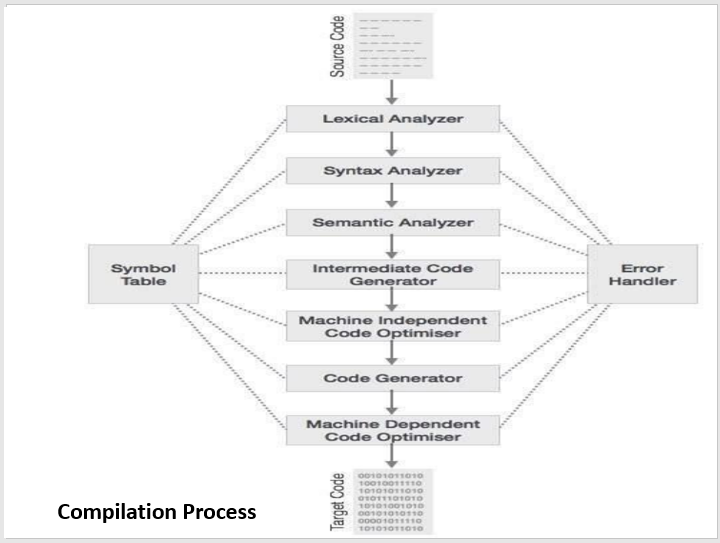 Source Code
Lexical Analyzer
Syntax Analyzer
Semantic Analyzer
Symbol
Table
Intermediate Code
Generator
Error
Handler
Machine Independent
Code Optimiser
Code Generator
Machine Dependent
Code Optimiser
Target Code
00101011010
10010011110
10101011010
01011101010
10101001010
00101010110
00001011110
10101011010
Compilation Process